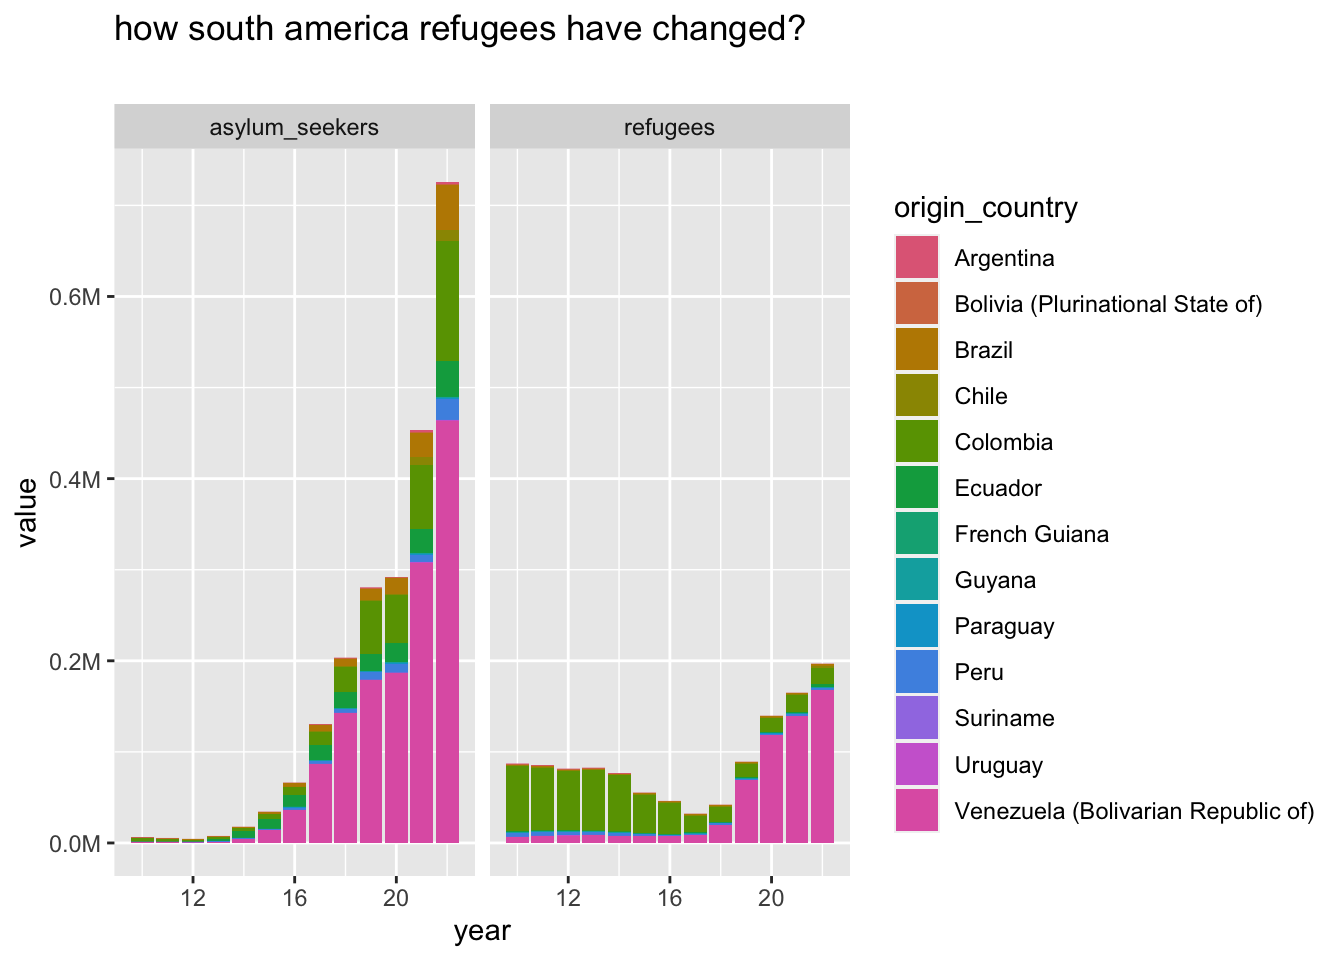 how south america refugees have changed?
asylum_seekers
refugees
value
0.6M
0.4M
0.2M
0.0M
12 16 20
12 16 20
year
origin_country
Argentina
Bolivia (Plurinational State of)
Brazil
Chile
Colombia
Ecuador
French Guiana
Guyana
Paraguay
Peru
Suriname
Uruguay
Venezuela (Bolivarian Republic of)